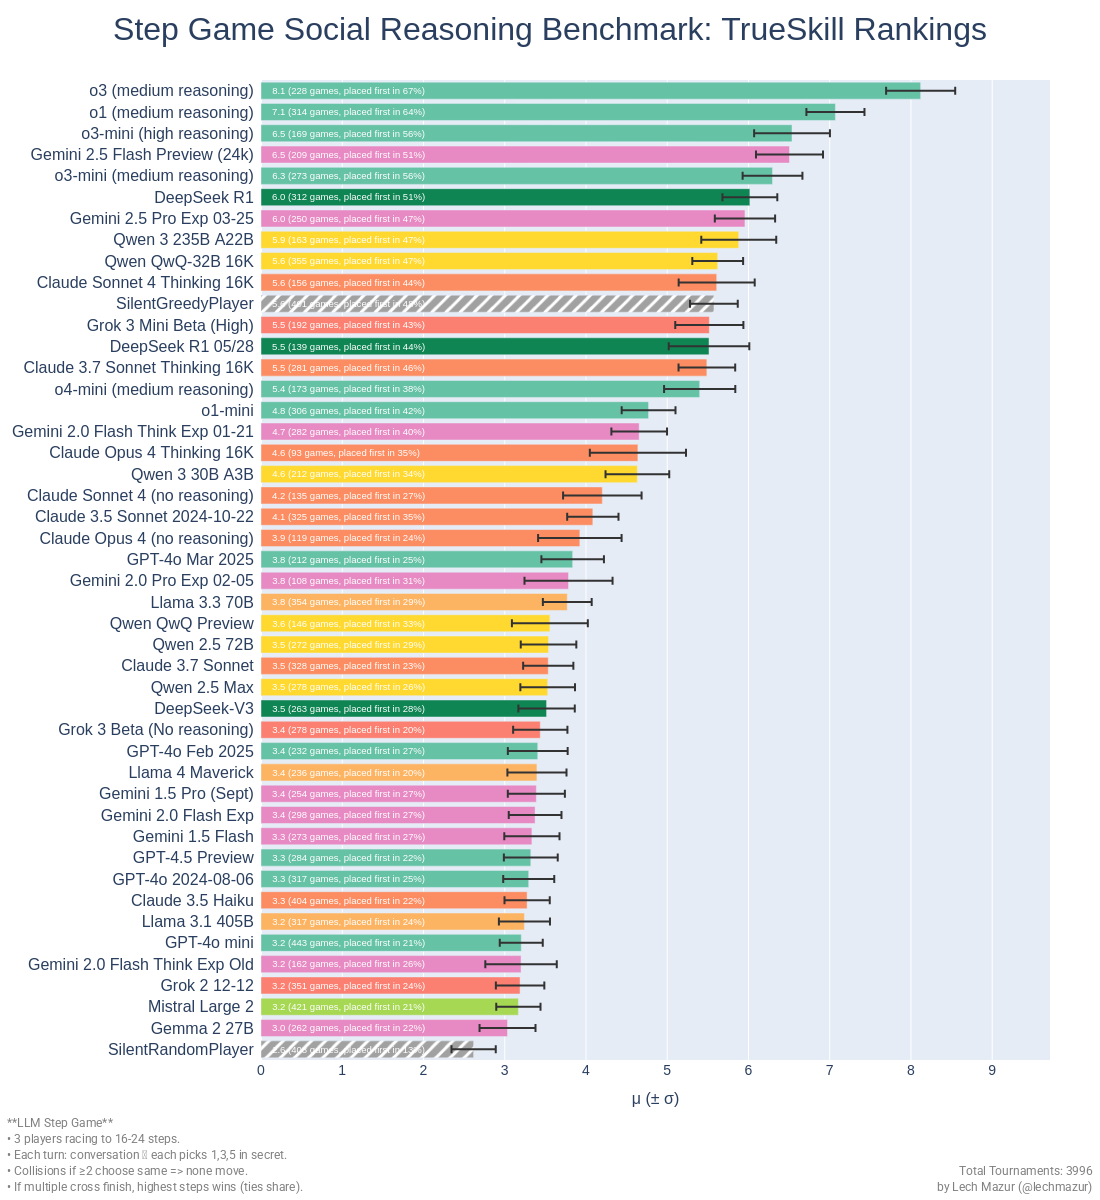 Step Game Social Reasoning Benchmark: TrueSkill Rankings
o3 (medium reasoning) 8.1 (228 games, placed first in 67%)
o1 (medium reasoning) 7.1 (314 games, placed first in 64%)
o3-mini (high reasoning) 6.5 (169 games, placed first in 56%)
Gemini 2.5 Flash Preview (24k) 6.5 (209 games, placed first in 51%)
o3-mini (medium reasoning) 6.3 (273 games, placed first in 56%)
DeepSeek R1 6.0 (312 games, placed first in 51%)
Gemini 2.5 Pro Exp 03-25 6.0 (250 games, placed first in 47%)
Qwen 3 235B A22B 5.9 (163 games, placed first in 47%)
Qwen QwQ-32B 16K 5.6 (355 games, placed first in 47%)
Claude Sonnet 4 Thinking 16K 5.6 (156 games, placed first in 44%)
SilentGreedyPlayer games, placed first in
Grok 3 Mini Beta (High) 5.5 (192 games, placed first in 43%)
DeepSeek R1 05/28 5.5 (139 games, placed first in 44%)
Claude 3.7 Sonnet Thinking 16K 5.5 (281 games, placed first in 46%)
o4-mini (medium reasoning) 5.4 (173 games, placed first in 38%)
o1-mini 4.8 (306 games, placed first in 42%)
Gemini 2.0 Flash Think Exp 01-21 4.7 (282 games, placed first in 40%)
Claude Opus 4 Thinking 16K 4.6 (93 games, placed first in 35%)
Qwen 3 30B A3B 4.6 (212 games, placed first in 34%)
Claude Sonnet 4 (no reasoning) 4.2 (135 games, placed first in 27%)
Claude 3.5 Sonnet 2024-10-22 4.1 (325 games, placed first in 35%)
Claude Opus 4 (no reasoning) 3.9 (119 games, placed first in 24%)
GPT-4o Mar 2025 3.8 (212 games, placed first in 25%)
Gemini 2.0 Pro Exp 02-05 3.8 (108 games, placed first in 31%)
Llama 3.3 70B 3.8 (354 games, placed first in 29%)
Qwen QwQ Preview 3.6 (146 games, placed first in 33%)
Qwen 2.5 72B 3.5 (272 games, placed first in 29%)
Claude 3.7 Sonnet 3.5 (328 games, placed first in 23%)
Qwen 2.5 Max 3.5 (278 games, placed first in 26%)
DeepSeek-V3 3.5 (263 games, placed first in 28%)
Grok 3 Beta (No reasoning) 3.4 (278 games, placed first in 20%)
GPT-4o Feb 2025 3.4 (232 games, placed first in 27%)
Llama 4 Maverick 3.4 (236 games, placed first in 20%)
Gemini 1.5 Pro (Sept) 3.4 (254 games, placed first in 27%)
Gemini 2.0 Flash Exp 3.4 (298 games, placed first in 27%)
Gemini 1.5 Flash 3.3 (273 games, placed first in 27%)
GPT-4.5 Preview 3.3 (284 games, placed first in 22%)
GPT-4o 2024-08-06 3.3 (317 games, placed first in 25%)
Claude 3.5 Haiku 3.3 (404 games, placed first in 22%)
Llama 3.1 405B 3.2 (317 games, placed first in 24%)
GPT-4o mini 3.2 (443 games, placed first in 21%)
Gemini 2.0 Flash Think Exp Old 3.2 (162 games, placed first in 26%)
Grok 2 12-12 3.2 (351 games, placed first in 24%)
Mistral Large 2 3.2 (421 games, placed first in 21%)
Gemma 2 27B 3.0 (262 games, placed first in 22%)
SilentRandomPlayer 2.6 games, placed first in
0 1 2 3 4 5 6 7 8 9
μ (± σ)
**LLM Step Game**
• 3 players racing to 16-24 steps.
• Each turn: conversation each picks 1,3,5 in secret.
• Collisions if ≥2 choose same => none move.
• If multiple cross finish, highest steps wins (ties share).
Total Tournaments: 3996
by Lech Mazur (@lechmazur)